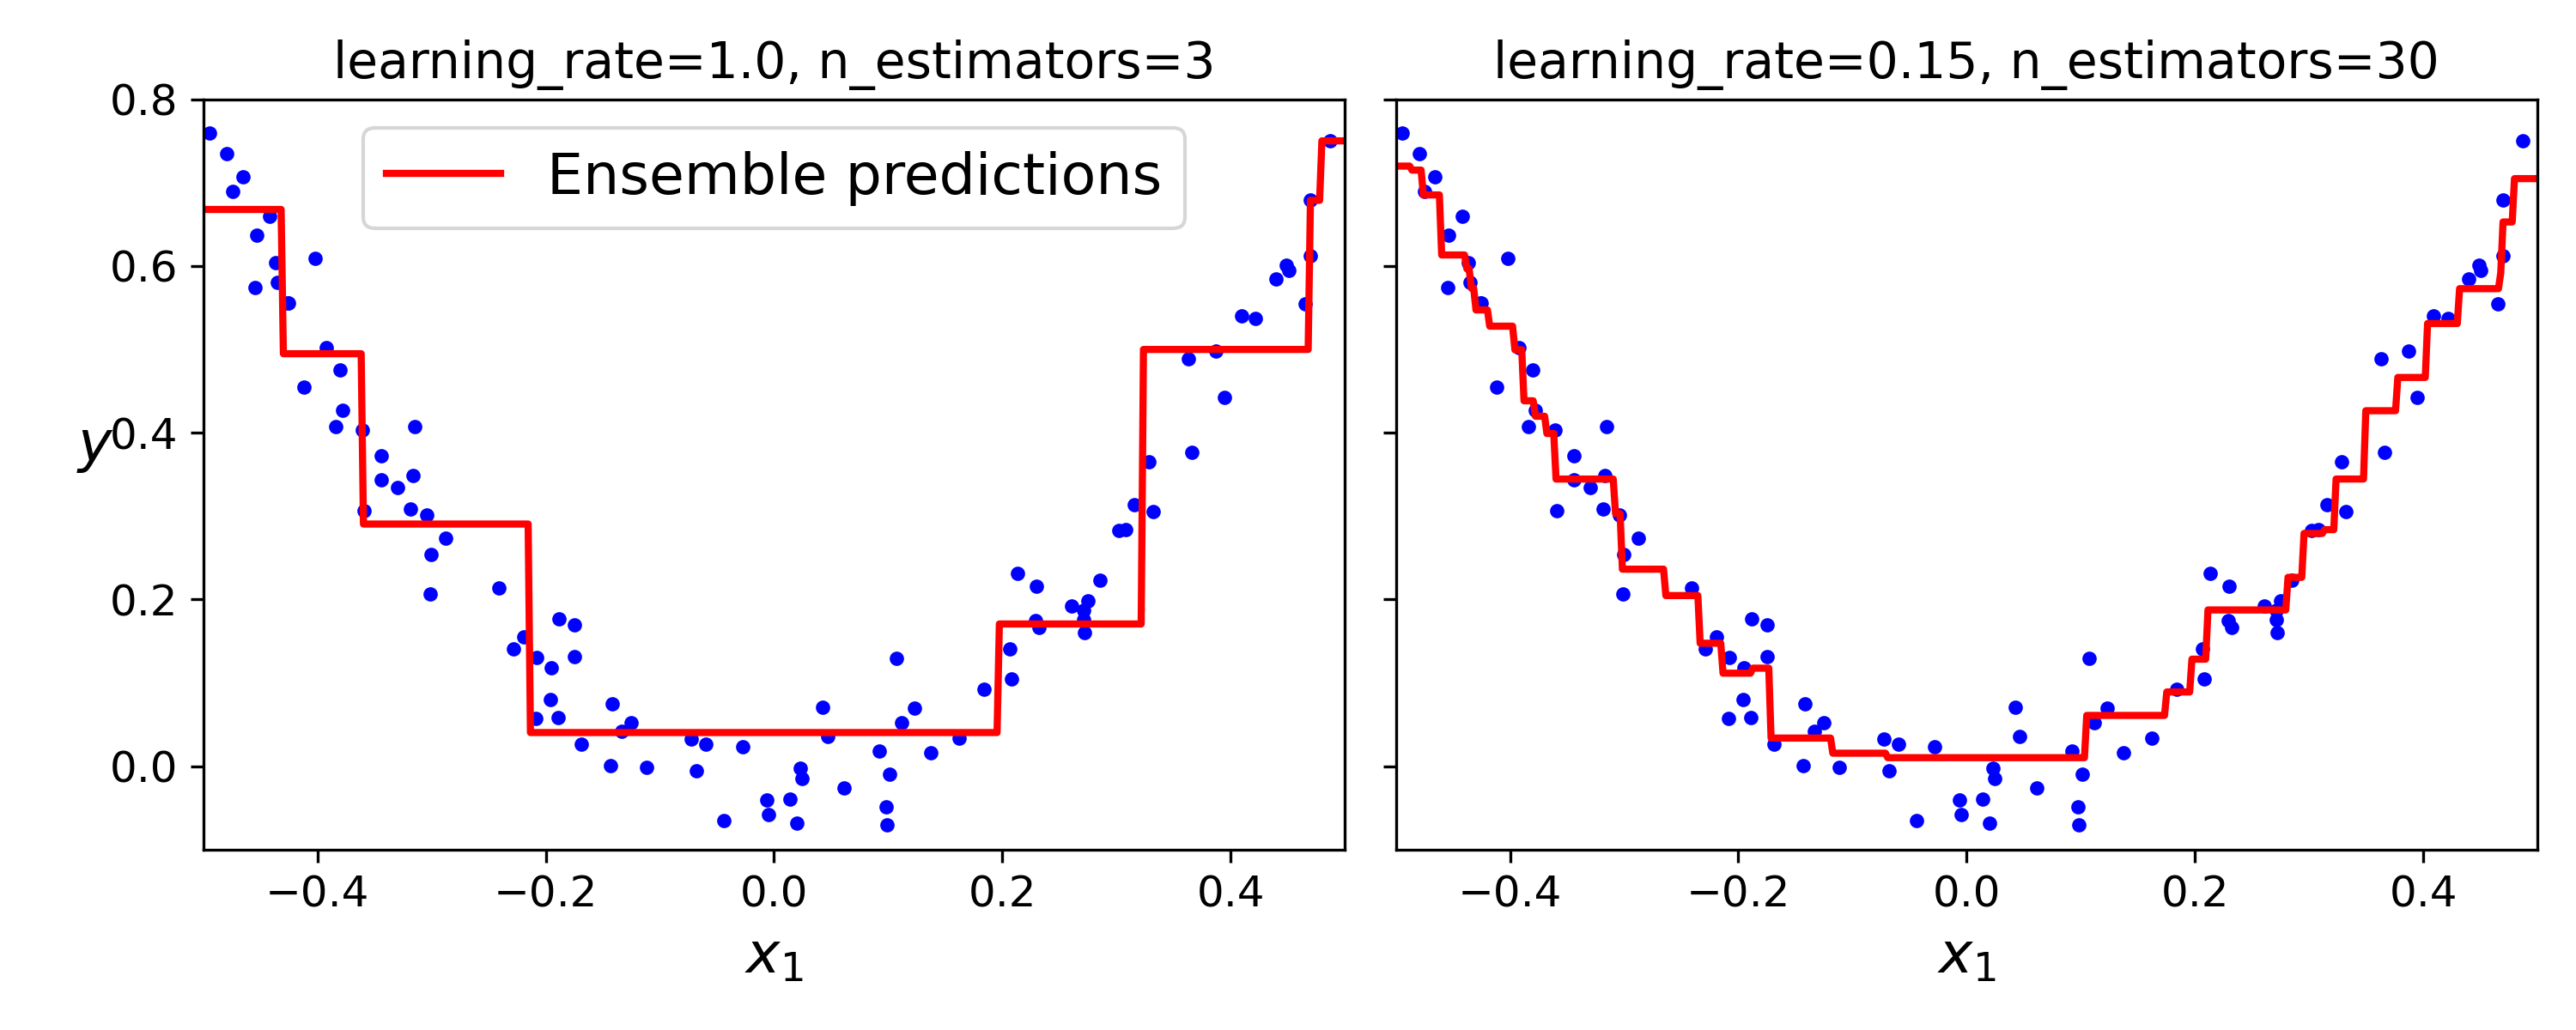 learning_rate=1.0, n_estimators=3
learning_rate=0.15, n_estimators=30
Ensemble predictions
0.8
0.6
0.4
0.2
0.0
y
−0.4 −0.2 0.0 0.2 0.4
x₁
−0.4 −0.2 0.0 0.2 0.4
x₁